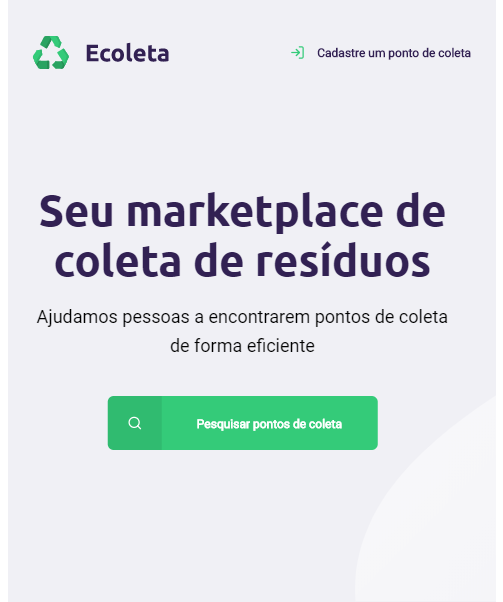 Ecoleta
Cadastre um ponto de coleta
Seu marketplace de
coleta de resíduos
Ajudamos pessoas a encontrarem pontos de coleta
de forma eficiente
Pesquisar pontos de coleta